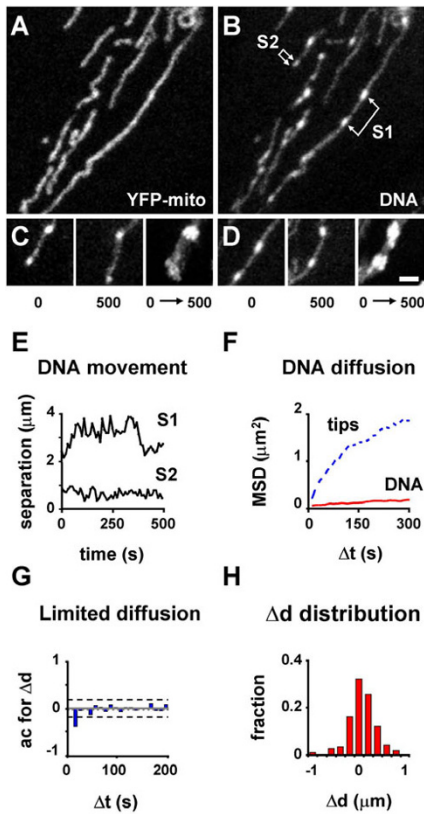 A
B
S2
S1
YFP-mito
DNA
C
D
0 500 0 → 500 0 500 0 → 500
E DNA movement
separation (μm)
4
2
0
S1
S2
0 250 500
time (s)
F DNA diffusion
MSD (μm²)
2
1
0
tips
DNA
0 150 300
Δt (s)
G Limited diffusion
ac for Δd
1
0
-1
0 100 200
Δt (s)
H Δd distribution
fraction
0.4
0.2
0
-1 0 1
Δd (μm)